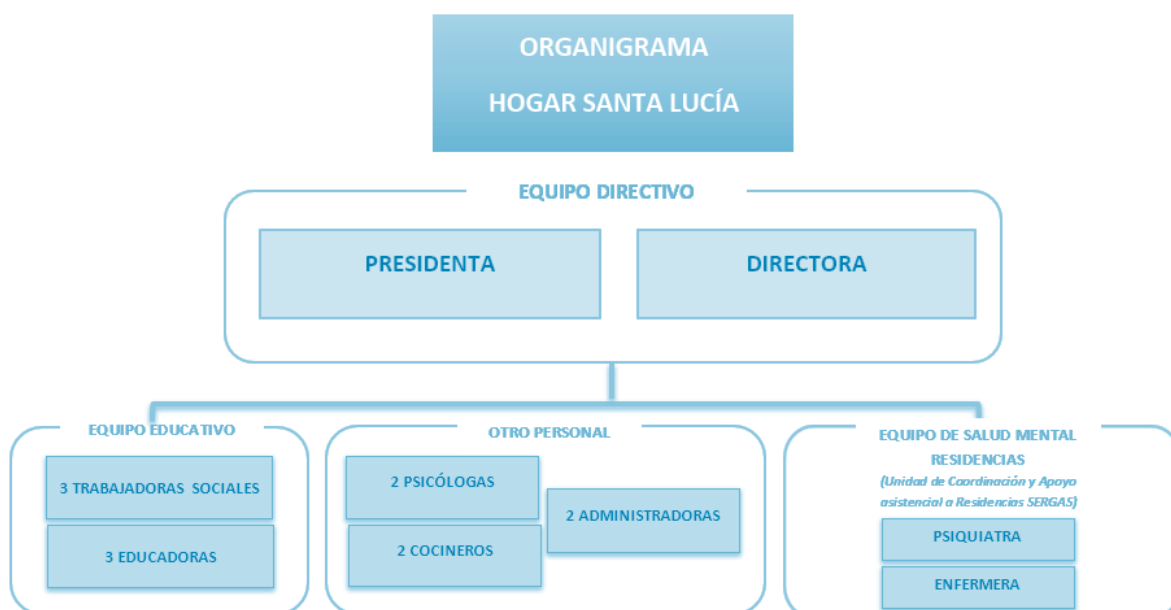 ORGANIGRAMA
HOGAR SANTA LUCÍA
EQUIPO DIRECTIVO
PRESIDENTA
DIRECTORA
EQUIPO EDUCATIVO
3 TRABAJADORAS SOCIALES
3 EDUCADORAS
OTRO PERSONAL
2 PSICÓLOGAS
2 ADMINISTRADORAS
2 COCINEROS
EQUIPO DE SALUD MENTAL
RESIDENCIAS
(Unidad de Coordinación y Apoyo
asistencial a Residencias SERGAS)
PSIQUIATRA
ENFERMERA